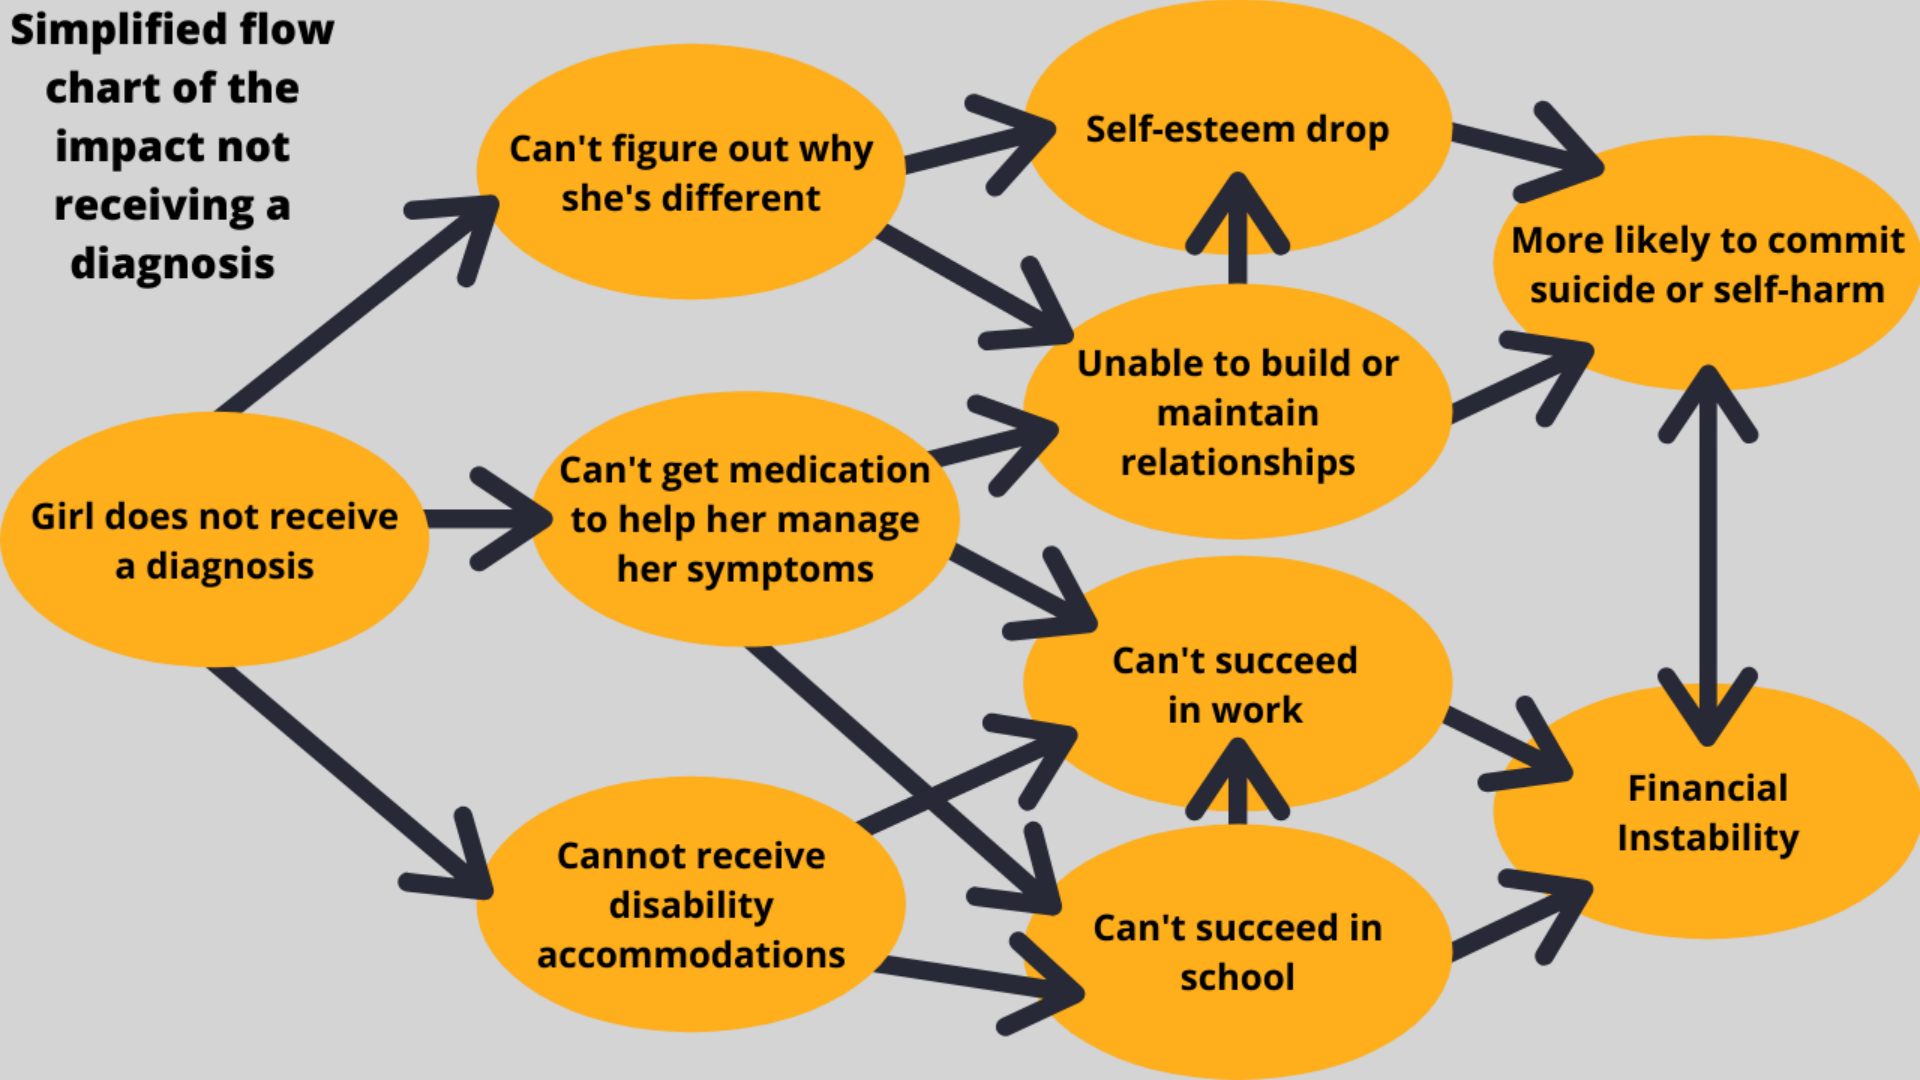 Simplified flow
chart of the
impact not
receiving a
diagnosis
Girl does not receive
a diagnosis
Can't figure out why
she's different
Can't get medication
to help her manage
her symptoms
Cannot receive
disability
accommodations
Self-esteem drop
Unable to build or
maintain
relationships
Can't succeed
in work
Can't succeed in
school
More likely to commit
suicide or self-harm
Financial
Instability